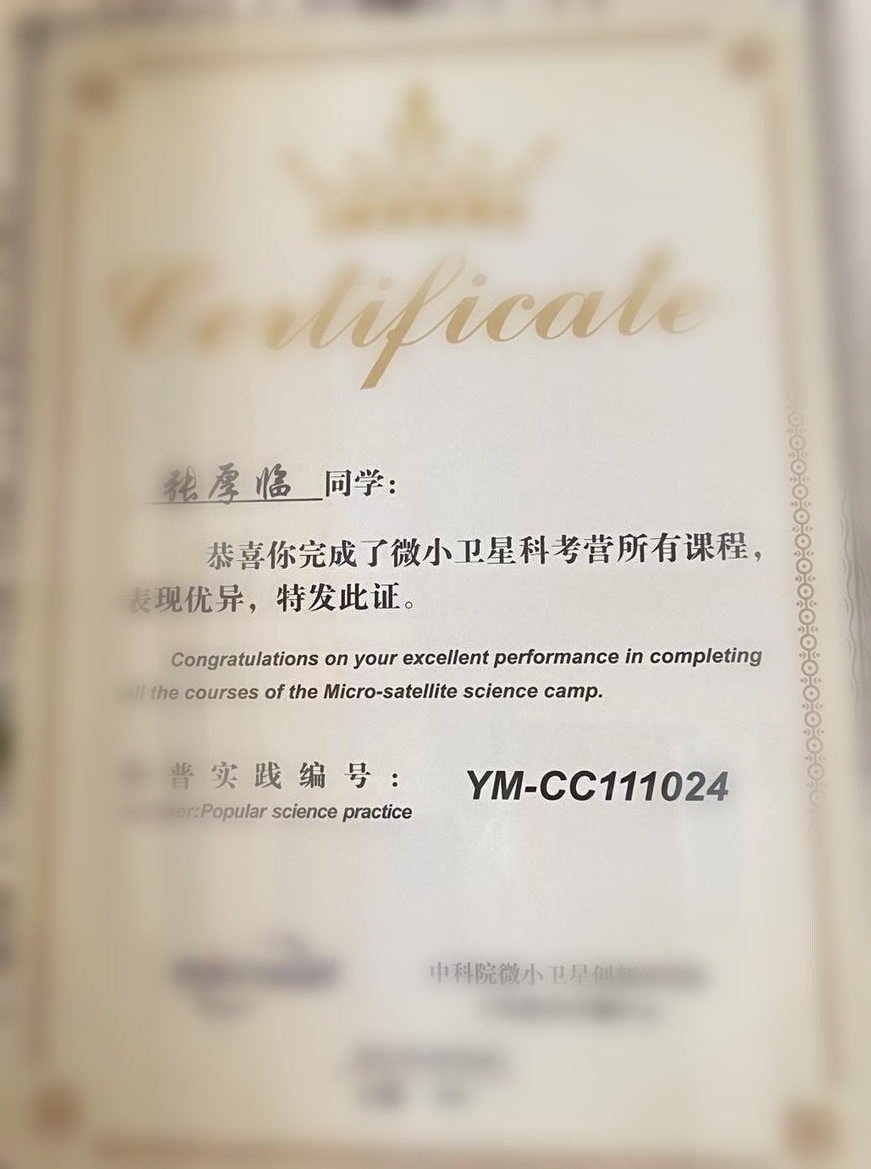 Certificate
张厚临 同学：
恭喜你完成了微小卫星科考营所有课程，
表现优异，特发此证。
Congratulations on your excellent performance in completing
all the courses of the Micro-satellite science camp.
普实践编号： YM-CC111024
Popular science practice
中科院微小卫星创新